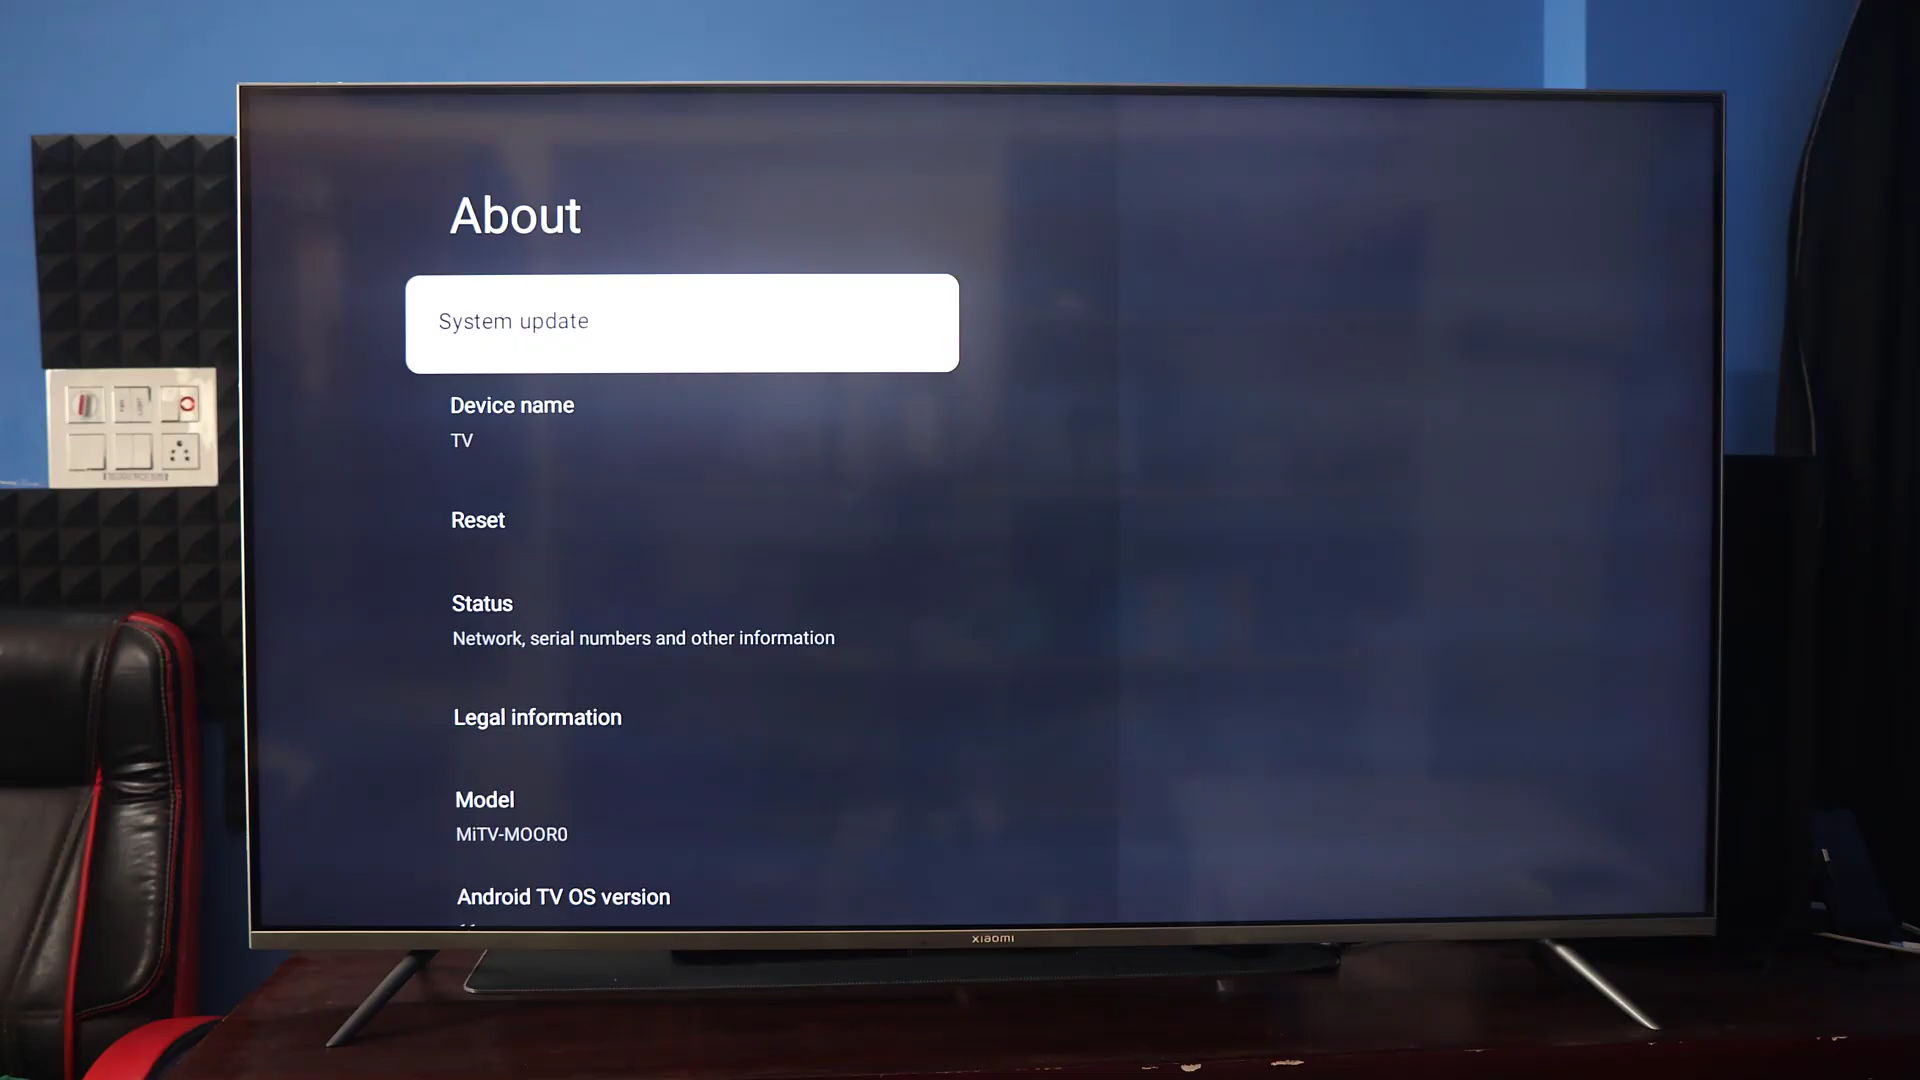 About
System update
Device name
TV
Reset
Status
Network, serial numbers and other information
Legal information
Model
MiTV-MOOR0
Android TV OS version
xiaomi